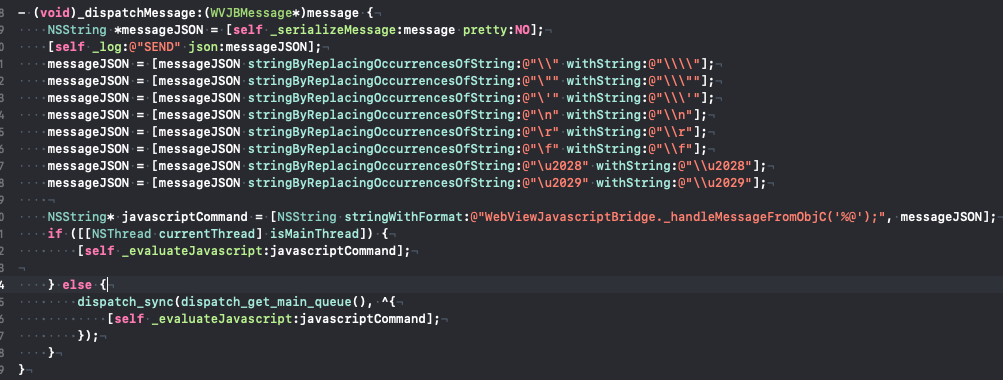 - (void)_dispatchMessage:(WVJBMessage*)message {
NSString *messageJSON = [self _serializeMessage:message pretty:NO];
[self _log:@"SEND" json:messageJSON];
messageJSON = [messageJSON stringByReplacingOccurrencesOfString:@"\\" withString:@"\\\\"];
messageJSON = [messageJSON stringByReplacingOccurrencesOfString:@"\"" withString:@"\\\""];
messageJSON = [messageJSON stringByReplacingOccurrencesOfString:@"\'" withString:@"\\\'"];
messageJSON = [messageJSON stringByReplacingOccurrencesOfString:@"\n" withString:@"\\n"];
messageJSON = [messageJSON stringByReplacingOccurrencesOfString:@"\r" withString:@"\\r"];
messageJSON = [messageJSON stringByReplacingOccurrencesOfString:@"\f" withString:@"\\f"];
messageJSON = [messageJSON stringByReplacingOccurrencesOfString:@"\u2028" withString:@"\\u2028"];
messageJSON = [messageJSON stringByReplacingOccurrencesOfString:@"\u2029" withString:@"\\u2029"];
NSString* javascriptCommand = [NSString stringWithFormat:@"WebViewJavascriptBridge._handleMessageFromObjC('%@');", messageJSON];
if ([[NSThread currentThread] isMainThread]) {
[self _evaluateJavascript:javascriptCommand];
} else {
dispatch_sync(dispatch_get_main_queue(), ^{
[self _evaluateJavascript:javascriptCommand];
});
}
}